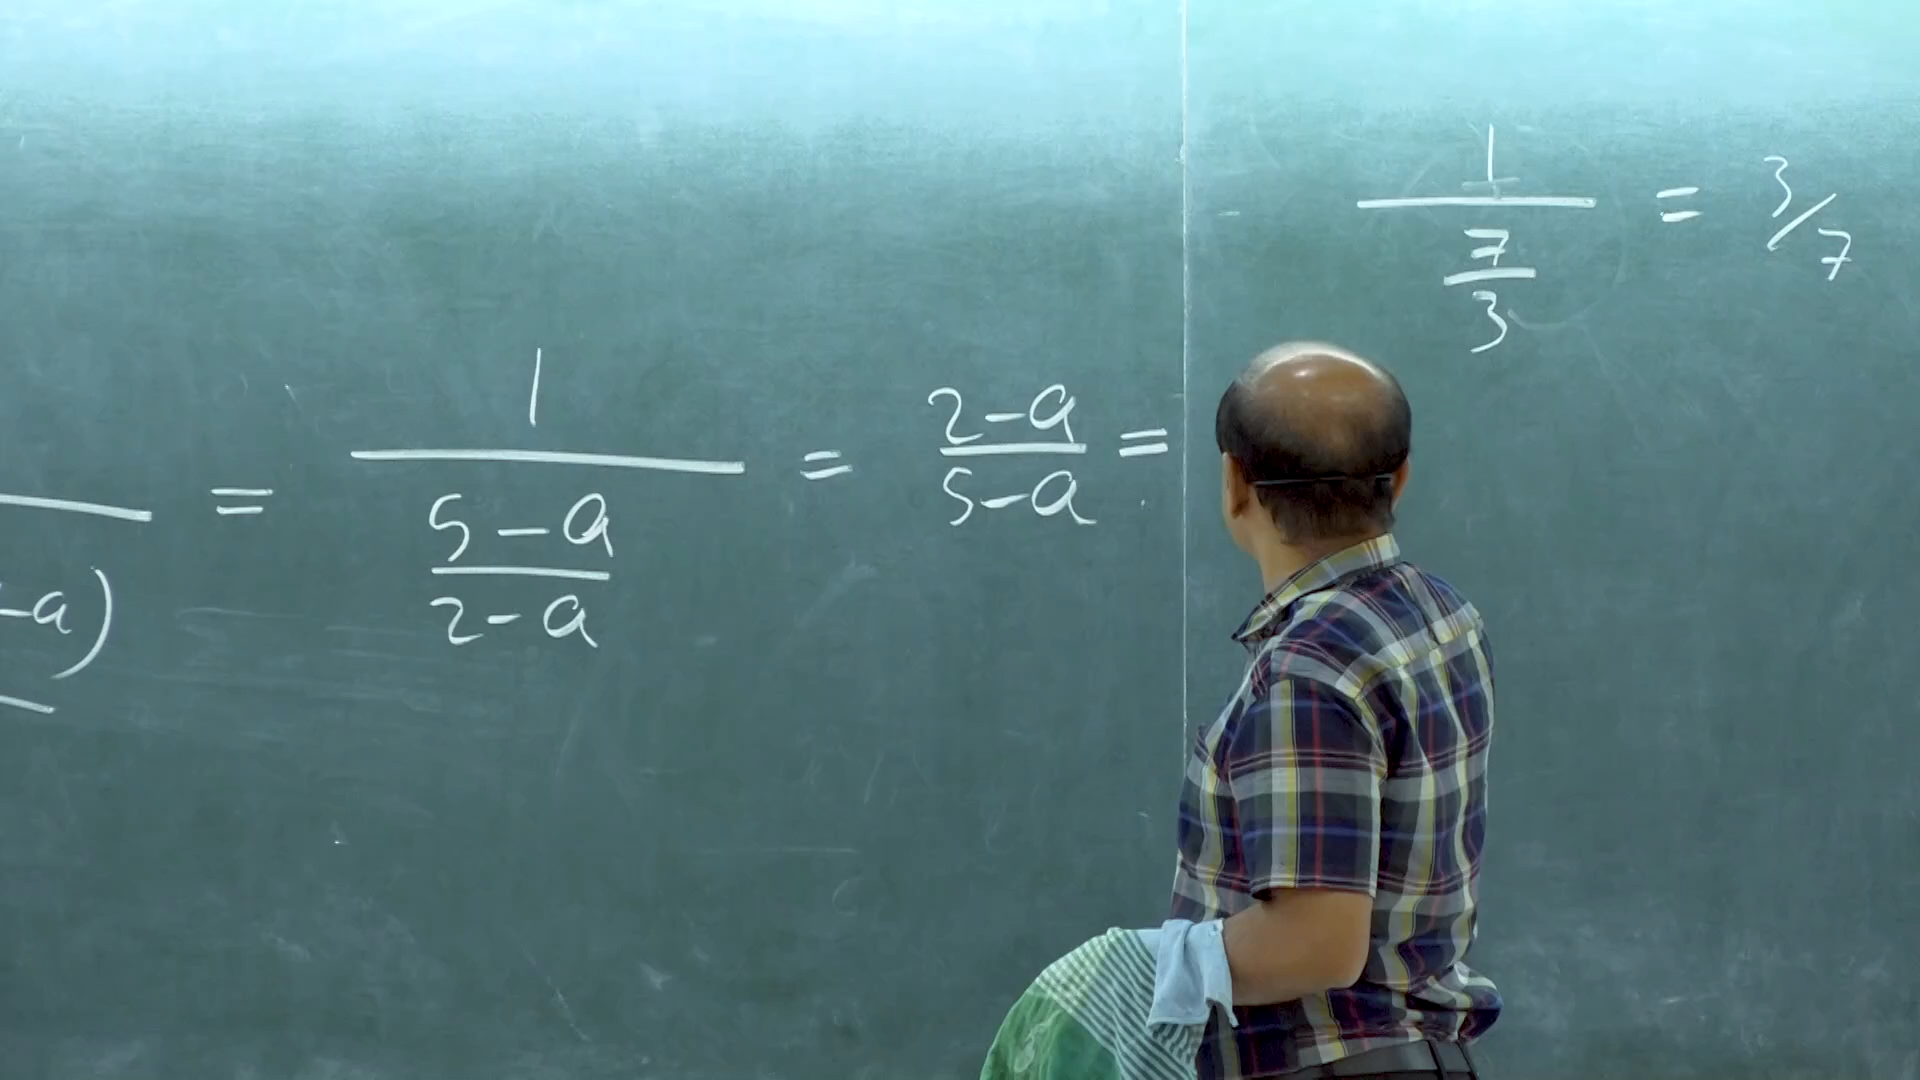 1
7
3
= 3/7
-a)
= 1
5-a
2-a
= 2-a
5-a
=